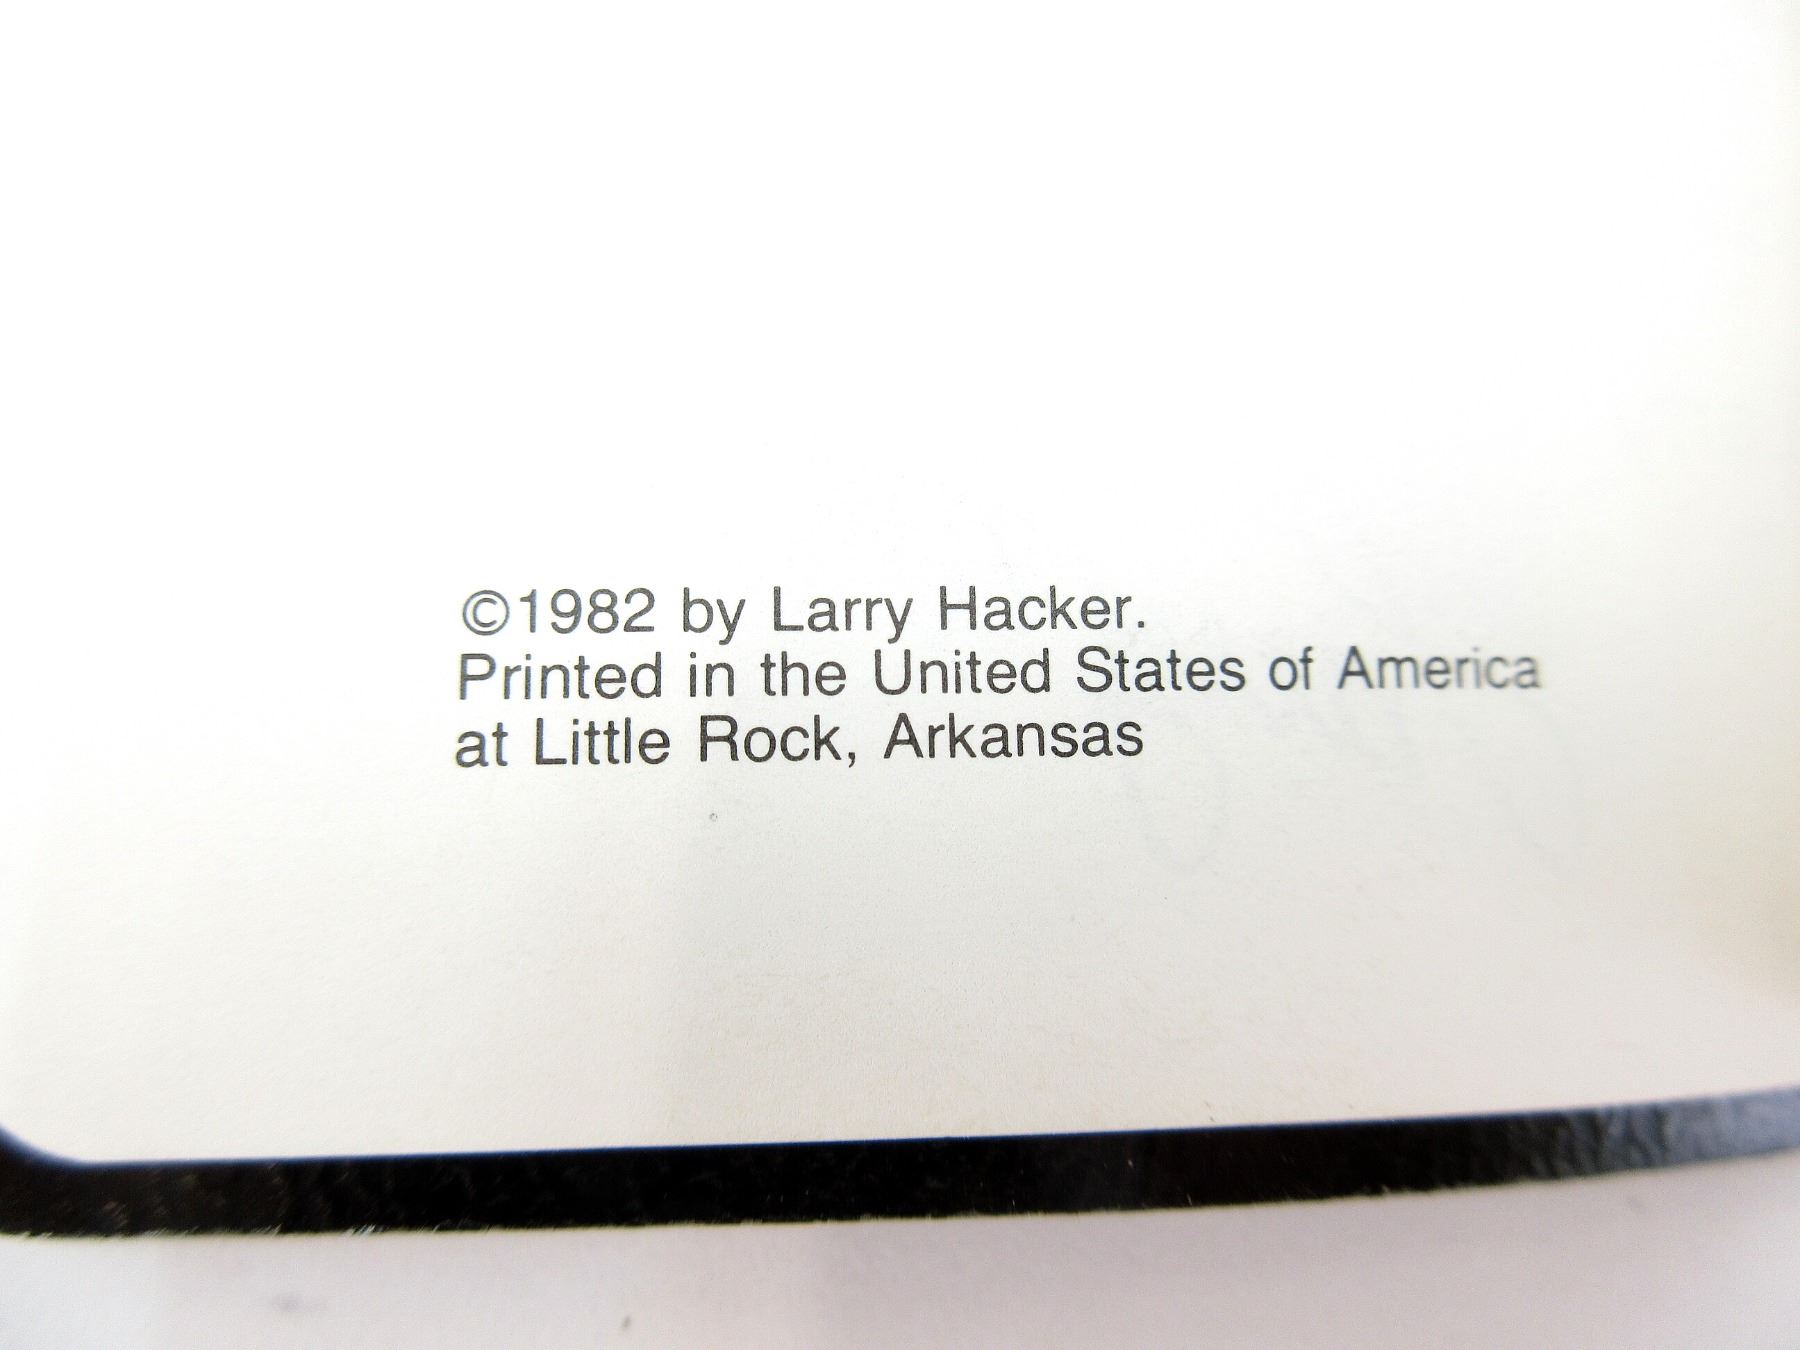 ©1982 by Larry Hacker.
Printed in the United States of America
at Little Rock, Arkansas